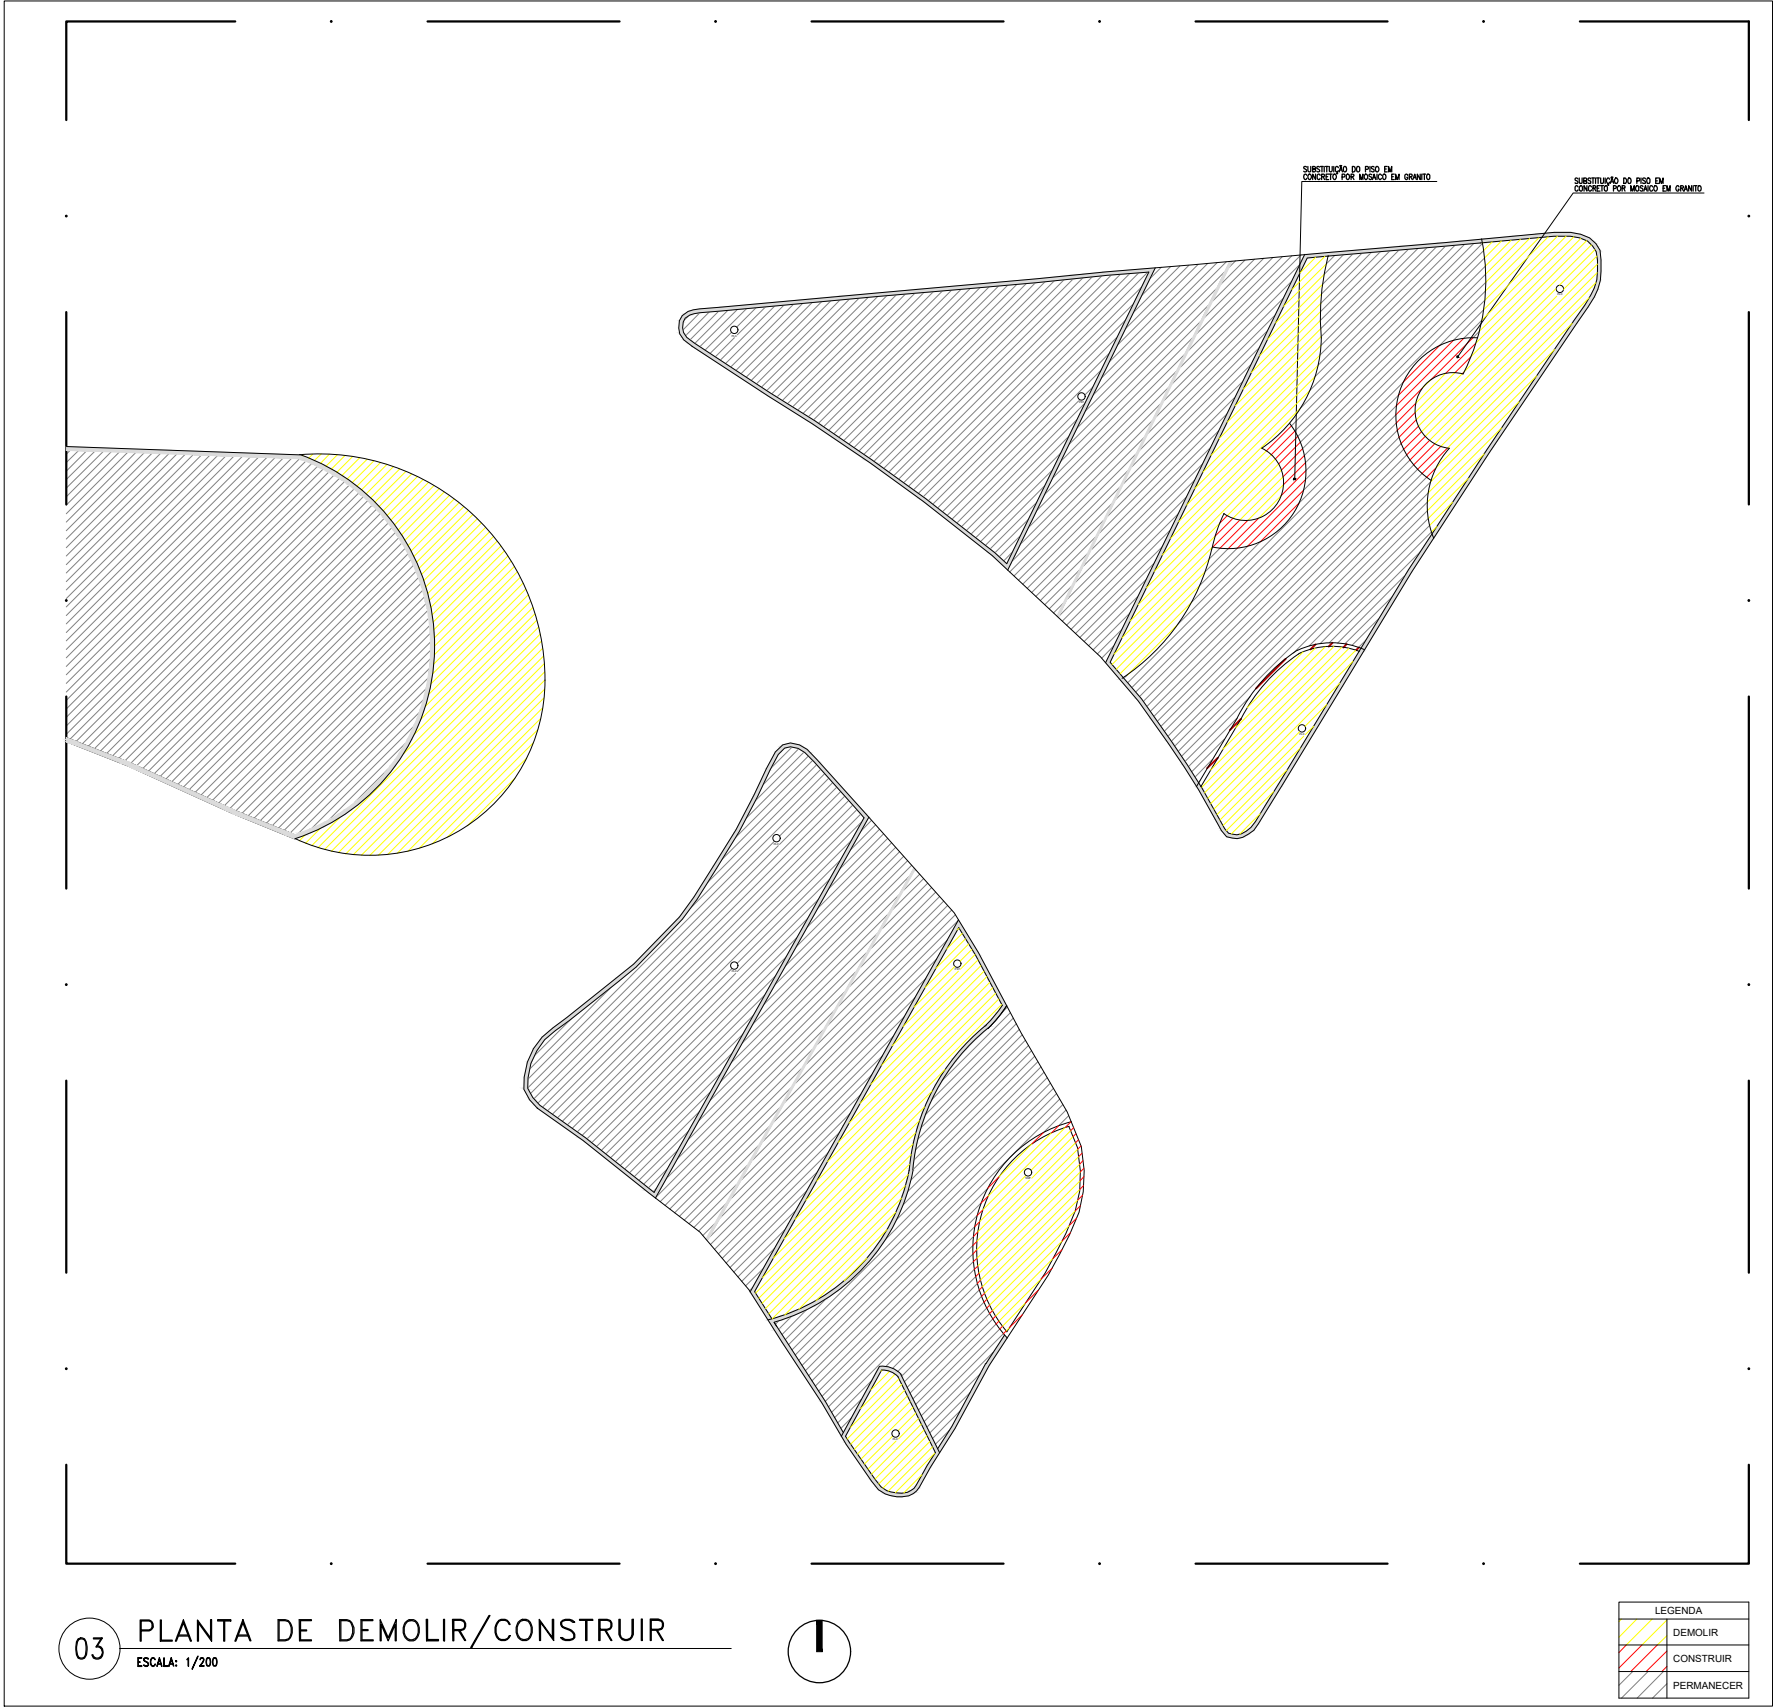 SUBSTITUIÇÃO DO PISO EM
CONCRETO POR MOSAICO EM GRANITO
SUBSTITUIÇÃO DO PISO EM
CONCRETO POR MOSAICO EM GRANITO
03
PLANTA DE DEMOLIR/CONSTRUIR
ESCALA: 1/200
LEGENDA
DEMOLIR
CONSTRUIR
PERMANECER